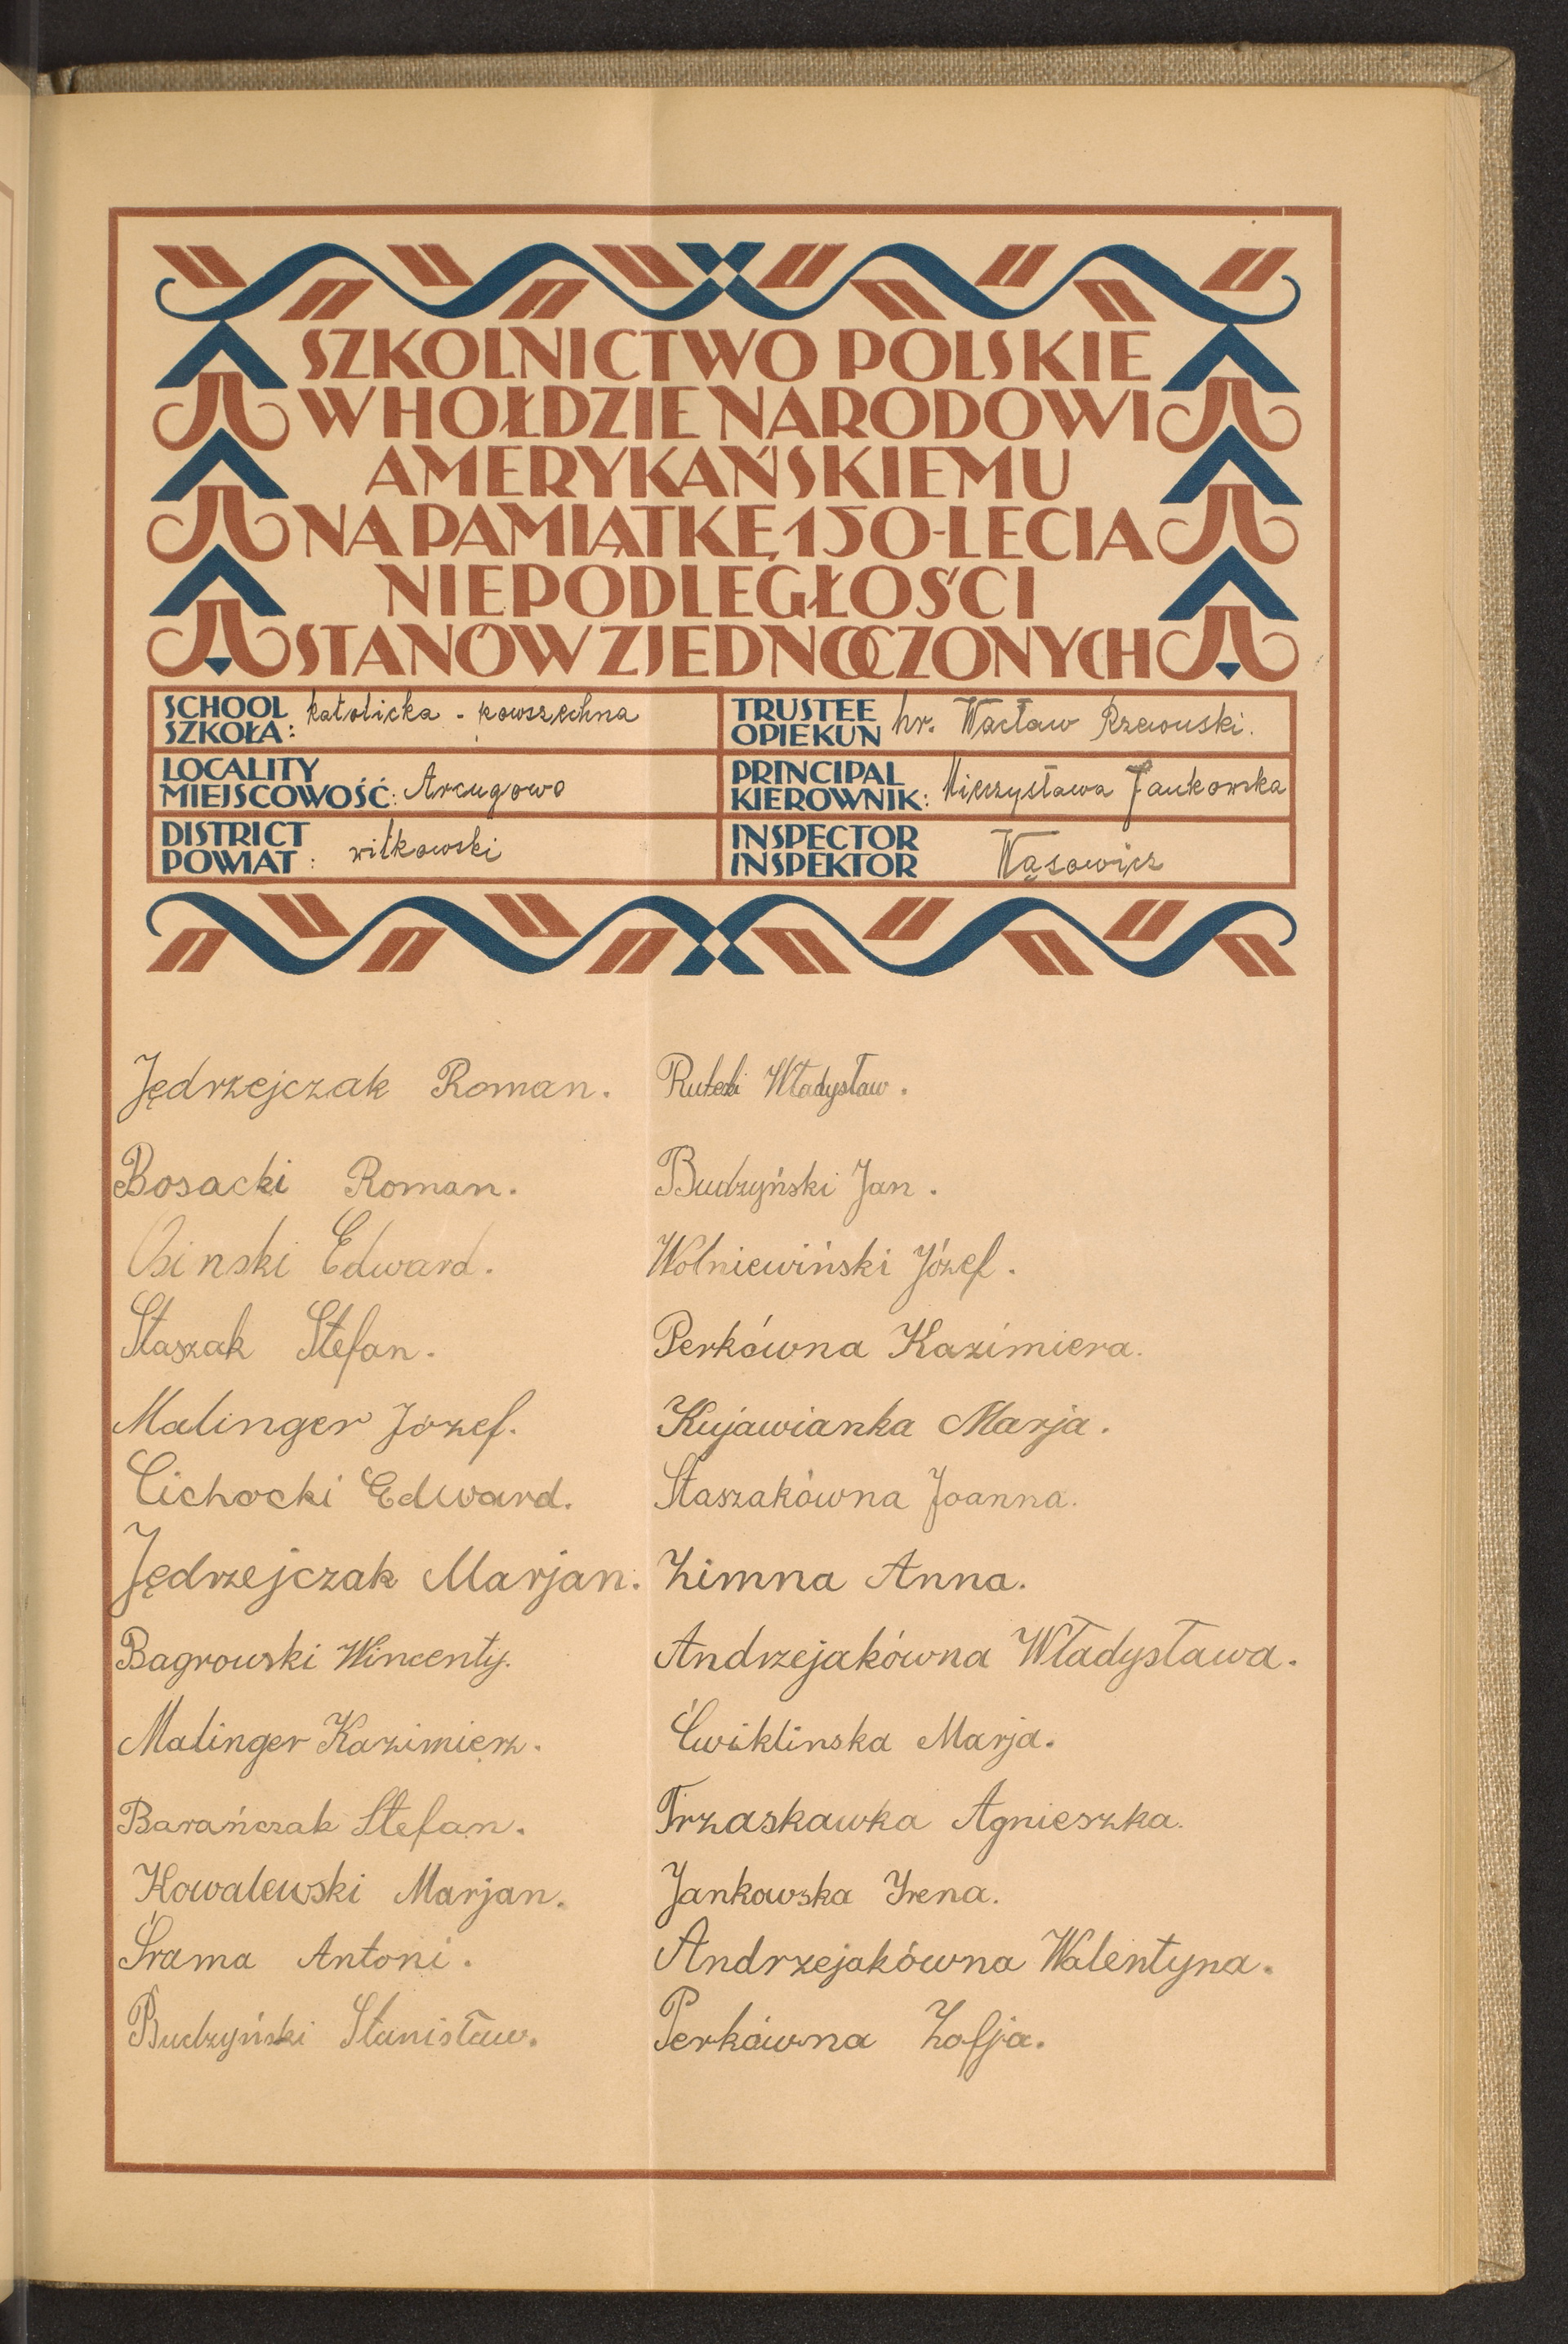 SZKOLNICTWO POLSKIE
W HOŁDZIE NARODOWI
AMERYKAŃSKIEMU
NA PAMIĄTKĘ 150-LECIA
NIEPODLEGŁOŚCI
STANÓW ZJEDNOCZONYCH
SCHOOL
SZKOŁA: katolicka - powszechna
TRUSTEE
OPIEKUN hr. Wacław Rzewuski.
LOCALITY
MIEJSCOWOŚĆ: Arcugowo
PRINCIPAL
KIEROWNIK: Mieczysława Jankowska
DISTRICT
POWIAT: witkowski
INSPECTOR
INSPEKTOR Wąsowicz
Jędrzejczak Roman.
Bosacki Roman.
Osinski Edward.
Staszak Stefan.
Malinger Józef.
Cichocki Edward.
Jędrzejczak Marjan.
Bagrowski Wincenty.
Malinger Kazimierz.
Barańczak Stefan.
Kowalewski Marjan.
Śrama Antoni.
Budzyński Stanisław.
Władysław.
Budzyński Jan.
Wolniewiński Józef.
Perkówna Kazimiera.
Kujawianka Marja.
Staszakówna Joanna.
Zimna Anna.
Andrzejakówna Władysława.
Ćwiklinska Marja.
Trzaskawka Agnieszka.
Jankowska Irena.
Andrzejakówna Walentyna.
Perkówna Zofja.